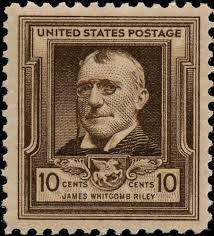 UNITED STATES POSTAGE
10 CENTS CENTS 10
JAMES WHITCOMB RILEY